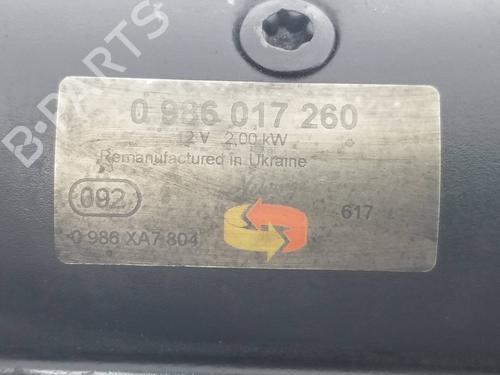 B-PARTS
0 986 017 260
12 V 2,00 kW
Remanufactured in Ukraine
092
617
0 986 XA7 804